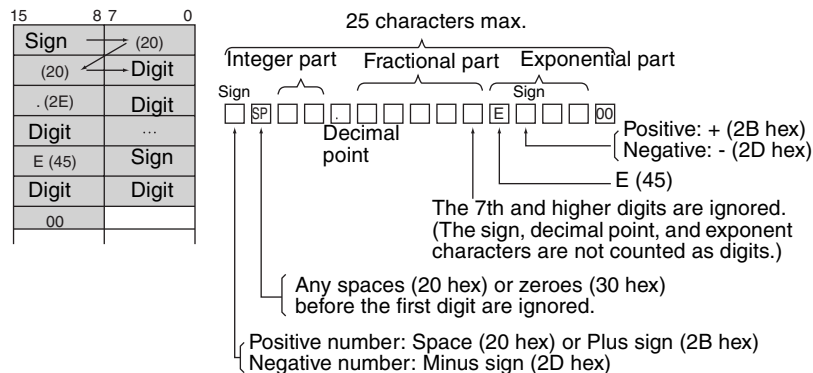 15 8 7 0
Sign (20)
(20) Digit
. (2E) Digit
Digit ...
E (45) Sign
Digit Digit
00
25 characters max.
Integer part Fractional part Exponential part
Sign Sign
SP . E 00
Decimal
point
Positive: + (2B hex)
Negative: - (2D hex)
E (45)
The 7th and higher digits are ignored.
(The sign, decimal point, and exponent
characters are not counted as digits.)
Any spaces (20 hex) or zeroes (30 hex)
before the first digit are ignored.
Positive number: Space (20 hex) or Plus sign (2B hex)
Negative number: Minus sign (2D hex)